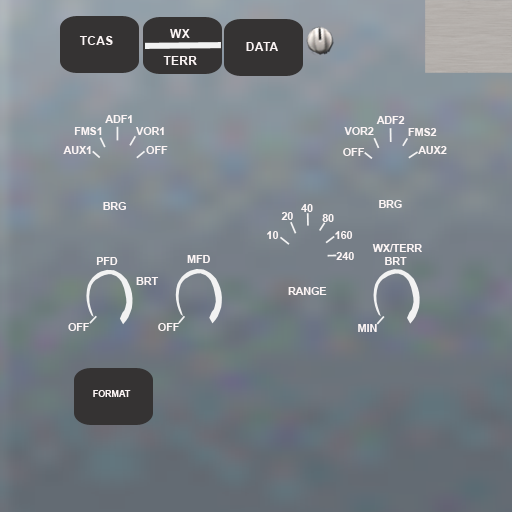 TCAS
WX
TERR
DATA
ADF1
FMS1
VOR1
AUX1
OFF
BRG
ADF2
VOR2
FMS2
OFF
AUX2
BRG
40
20
80
10
160
240
RANGE
WX/TERR
BRT
MIN
PFD
BRT
MFD
OFF
OFF
FORMAT